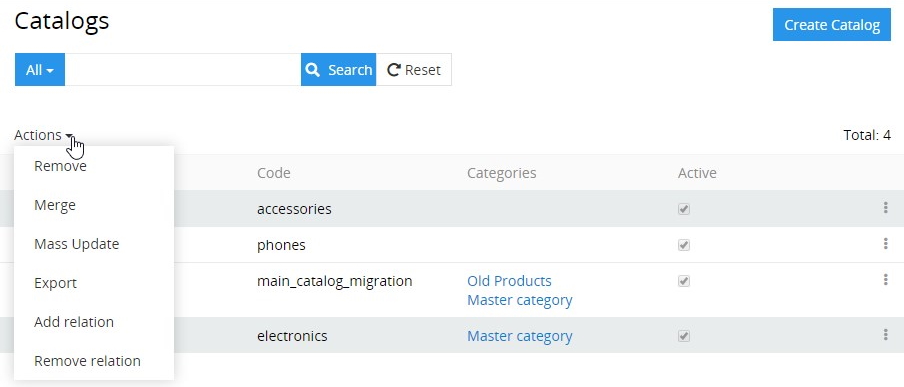 Catalogs
Create Catalog
All
Search
Reset
Actions
Total: 4
Remove
Merge
Mass Update
Export
Add relation
Remove relation
Code
Categories
Active
accessories
phones
main_catalog_migration
Old Products
Master category
electronics
Master category